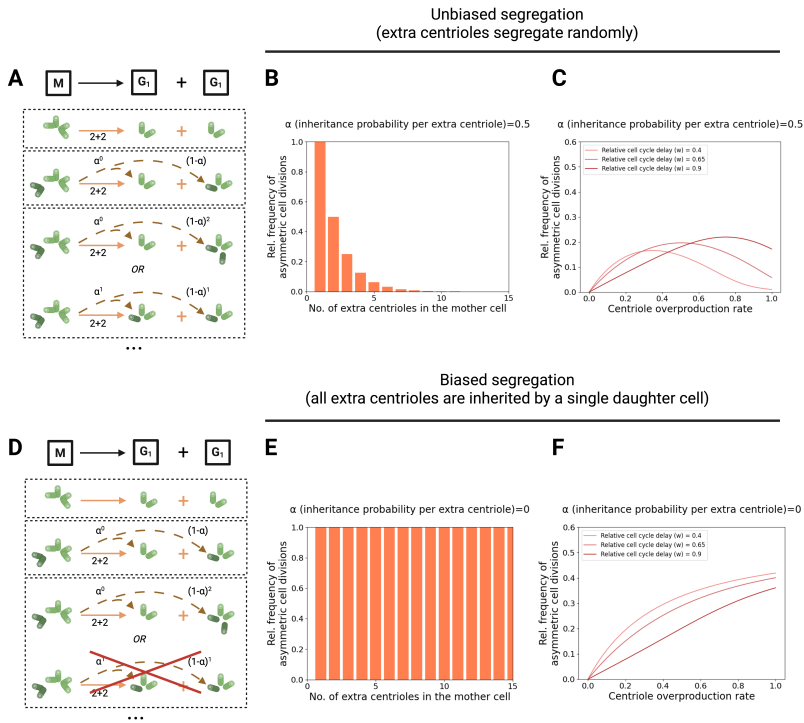 Unbiased segregation
(extra centrioles segregate randomly)
A
M
G₁
+
G₁
2+2
+
α⁰
(1-α)
2+2
+
α⁰
(1-α)²
2+2
+
OR
α¹
(1-α)¹
2+2
+
...
B
α (inheritance probability per extra centriole)=0.5
Rel. frequency of
asymmetric cell divisions
1.0
0.8
0.6
0.4
0.2
0.0
0
5
10
15
No. of extra centrioles in the mother cell
C
α (inheritance probability per extra centriole)=0.5
Rel. frequency of
asymmetric cell divisions
0.6
0.5
0.4
0.3
0.2
0.1
0.0
Relative cell cycle delay (w) = 0.4
Relative cell cycle delay (w) = 0.65
Relative cell cycle delay (w) = 0.9
0.0
0.2
0.4
0.6
0.8
1.0
Centriole overproduction rate
Biased segregation
(all extra centrioles are inherited by a single daughter cell)
D
M
G₁
+
G₁
+
α⁰
(1-α)
2+2
+
α⁰
(1-α)²
2+2
+
OR
α¹
(1-α)¹
2+2
+
...
E
α (inheritance probability per extra centriole)=0
Rel. frequency of
asymmetric cell divisions
1.0
0.8
0.6
0.4
0.2
0.0
0
5
10
15
No. of extra centrioles in the mother cell
F
α (inheritance probability per extra centriole)=0
Rel. frequency of
asymmetric cell divisions
0.6
0.5
0.4
0.3
0.2
0.1
0.0
Relative cell cycle delay (w) = 0.4
Relative cell cycle delay (w) = 0.65
Relative cell cycle delay (w) = 0.9
0.0
0.2
0.4
0.6
0.8
1.0
Centriole overproduction rate